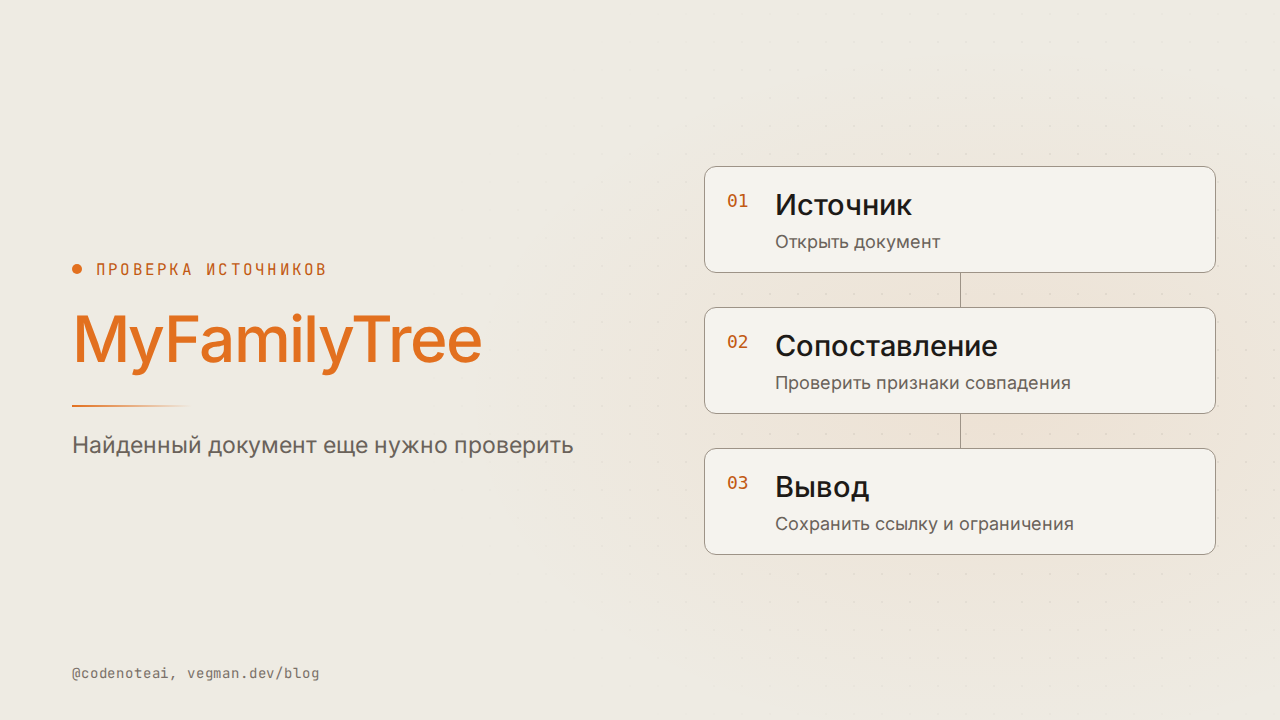 ПРОВЕРКА ИСТОЧНИКОВ
MyFamilyTree
Найденный документ еще нужно проверить
01 Источник
Открыть документ
02 Сопоставление
Проверить признаки совпадения
03 Вывод
Сохранить ссылку и ограничения
@codenoteai, vegman.dev/blog